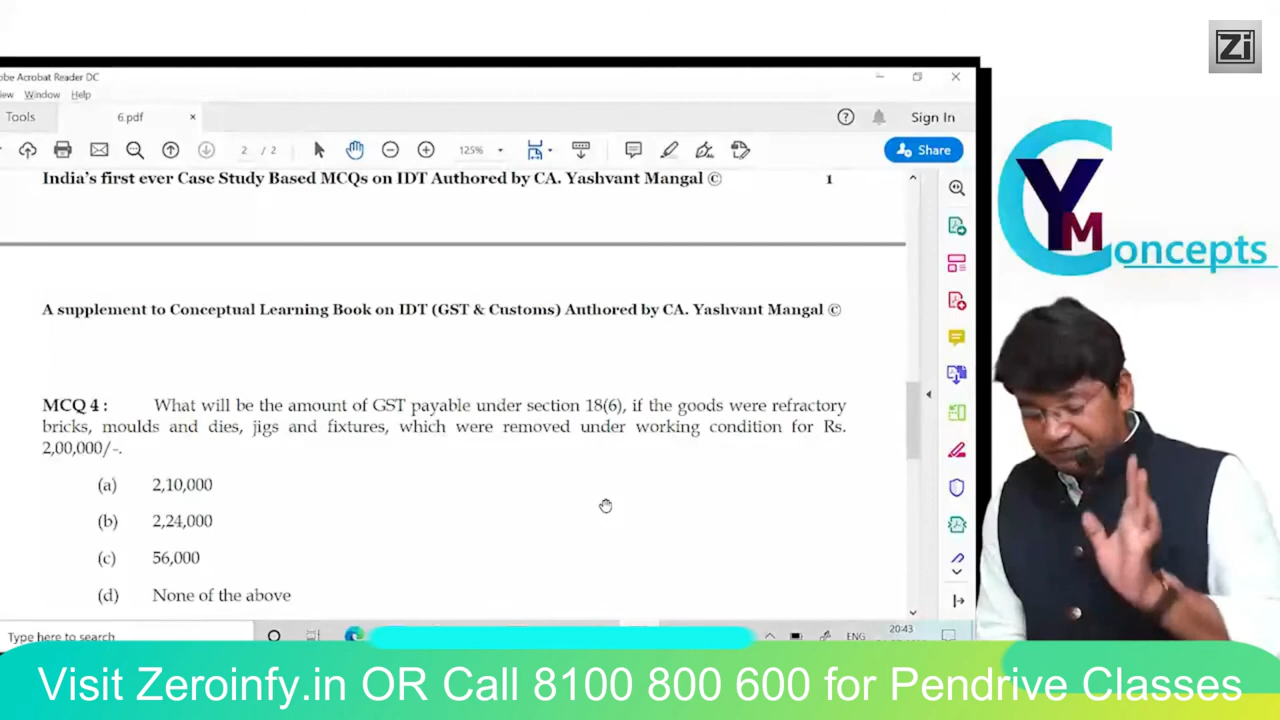 Zi
obe Acrobat Reader DC
iew Window Help
Tools 6.pdf × Sign In
2 / 2 125% Share
India's first ever Case Study Based MCQs on IDT Authored by CA. Yashvant Mangal © 1
YM
Concepts
A supplement to Conceptual Learning Book on IDT (GST & Customs) Authored by CA. Yashvant Mangal ©
MCQ 4 : What will be the amount of GST payable under section 18(6), if the goods were refractory
bricks, moulds and dies, jigs and fixtures, which were removed under working condition for Rs.
2,00,000/-.
(a) 2,10,000
(b) 2,24,000
(c) 56,000
(d) None of the above
Type here to search ENG 20:43
Visit Zeroinfy.in OR Call 8100 800 600 for Pendrive Classes